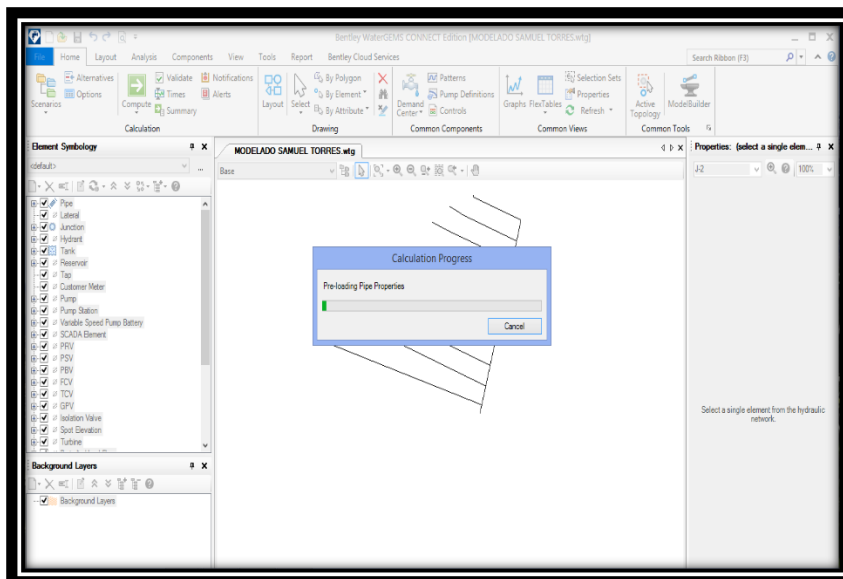 Bentley WaterGEMS CONNECT Edition [MODELADO SAMUEL TORRES.wtg]
File Home Layout Analysis Components View Tools Report Bentley Cloud Services Search Ribbon (F3)
Scenarios
Alternatives
Options
Compute
Validate
Times
Summary
Notifications
Alerts
Calculation
Layout
Select
By Polygon
By Element
By Attribute
Drawing
Demand Center
Patterns
Pump Definitions
Controls
Common Components
Graphs
FlexTables
Selection Sets
Properties
Refresh
Common Views
Active Topology
ModelBuilder
Common Tools
Element Symbology
<default>
...
Pipe
Lateral
Junction
Hydrant
Tank
Reservoir
Tap
Customer Meter
Pump
Pump Station
Variable Speed Pump Battery
SCADA Element
PRV
PSV
PBV
FCV
TCV
GPV
Isolation Valve
Spot Elevation
Turbine
Background Layers
Background Layers
MODELADO SAMUEL TORRES.wtg
Base
Calculation Progress
Pre-loading Pipe Properties
Cancel
Properties: (select a single elem...
J-2
100%
Select a single element from the hydraulic
network.